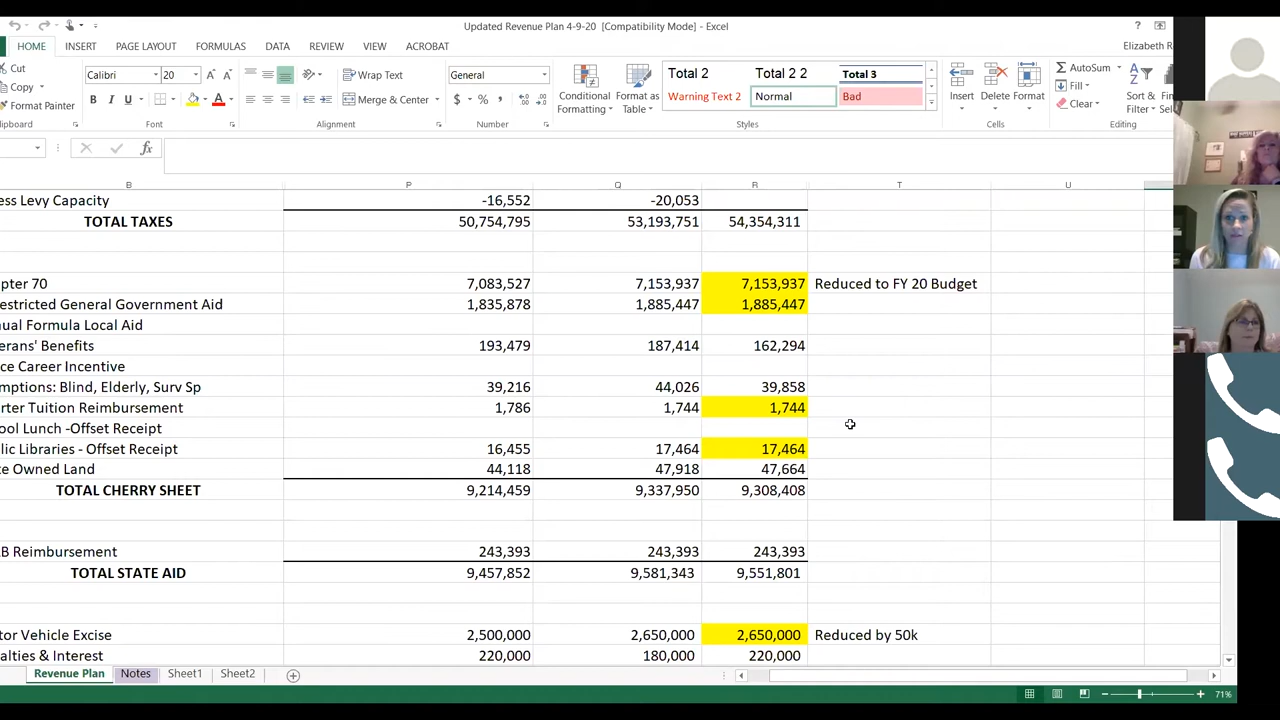 Updated Revenue Plan 4-9-20 [Compatibility Mode] - Excel
HOME INSERT PAGE LAYOUT FORMULAS DATA REVIEW VIEW ACROBAT
Elizabeth R
Cut
Copy
Format Painter
lipboard
Calibri 20
B I U
Font
Wrap Text
Merge & Center
Alignment
General
$ % ,
Number
Conditional Formatting
Format as Table
Total 2 Total 2 2 Total 3
Warning Text 2 Normal Bad
Styles
Insert Delete Format
Cells
AutoSum
Fill
Clear
Sort & Filter
Find Select
Editing
B P Q R T U
ess Levy Capacity -16,552 -20,053
TOTAL TAXES 50,754,795 53,193,751 54,354,311
pter 70 7,083,527 7,153,937 7,153,937 Reduced to FY 20 Budget
estricted General Government Aid 1,835,878 1,885,447 1,885,447
nual Formula Local Aid
erans' Benefits 193,479 187,414 162,294
ice Career Incentive
mptions: Blind, Elderly, Surv Sp 39,216 44,026 39,858
rter Tuition Reimbursement 1,786 1,744 1,744
ool Lunch -Offset Receipt
lic Libraries - Offset Receipt 16,455 17,464 17,464
te Owned Land 44,118 47,918 47,664
TOTAL CHERRY SHEET 9,214,459 9,337,950 9,308,408
B Reimbursement 243,393 243,393 243,393
TOTAL STATE AID 9,457,852 9,581,343 9,551,801
tor Vehicle Excise 2,500,000 2,650,000 2,650,000 Reduced by 50k
alties & Interest 220,000 180,000 220,000
Revenue Plan Notes Sheet1 Sheet2
71%